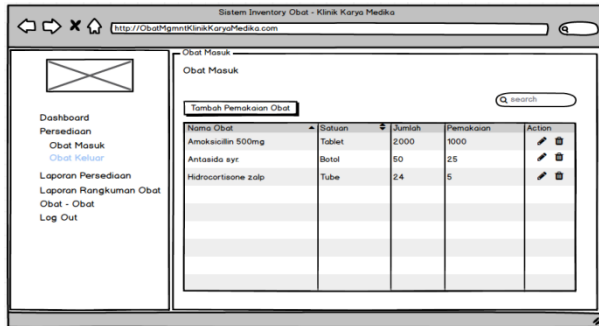 Sistem Inventory Obat - Klinik Karya Medika
http://ObatMgmntKlinikKaryaMedika.com
Obat Masuk
Obat Masuk
search
Tambah Pemakaian Obat
Dashboard
Persediaan
Obat Masuk
Obat Keluar
Laporan Persediaan
Laporan Rangkuman Obat
Obat - Obat
Log Out
Nama Obat Satuan Jumlah Pemakaian Action
Amoksicillin 500mg Tablet 2000 1000
Antasida syr. Botol 50 25
Hidrocortisone zalp Tube 24 5